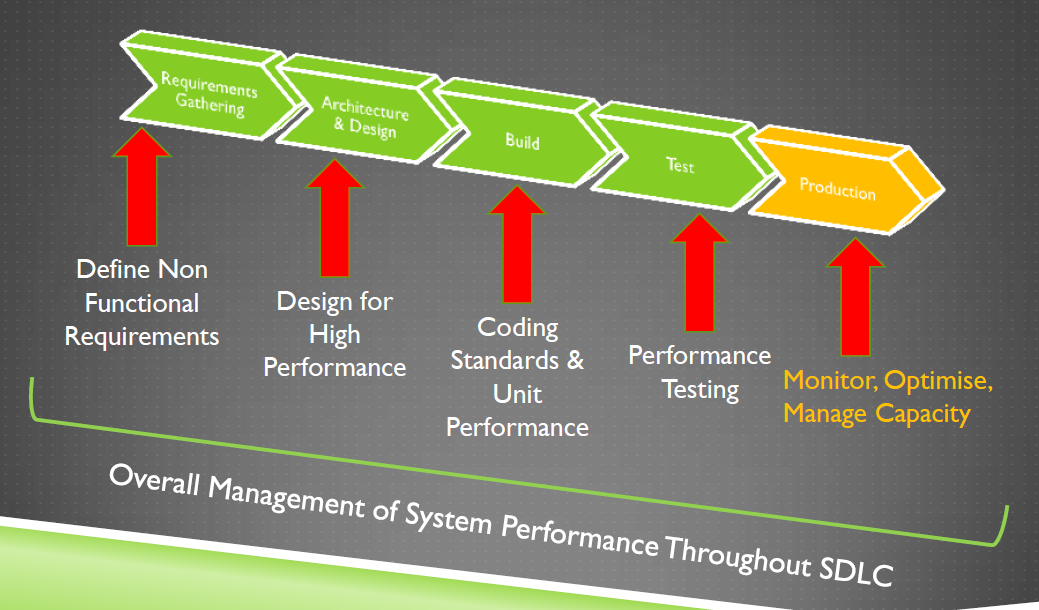 Requirements
Gathering
Architecture
& Design
Build
Test
Production
Define Non
Functional
Requirements
Design for
High
Performance
Coding
Standards &
Unit
Performance
Performance
Testing
Monitor, Optimise,
Manage Capacity
Overall Management of System Performance Throughout SDLC